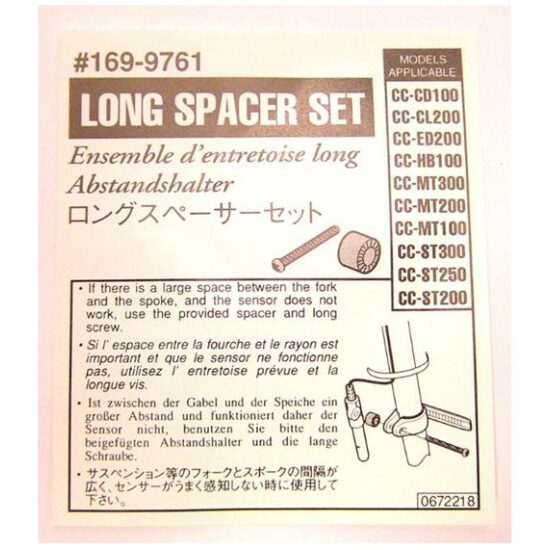 #169-9761
LONG SPACER SET
Ensemble d'entretoise long
Abstandshalter
ロングスペーサーセット
MODELS
APPLICABLE
CC-CD100
CC-CL200
CC-ED200
CC-HB100
CC-MT300
CC-MT200
CC-MT100
CC-ST300
CC-ST250
CC-ST200
• If there is a large space between the fork
and the spoke, and the sensor does not
work, use the provided spacer and long
screw.
• Si l' espace entre la fourche et le rayon est
important et que le sensor ne fonctionne
pas, utilisez l' entretoise prévue et la
longue vis.
• Ist zwischen der Gabel und der Speiche ein
großer Abstand und funktioniert daher der
Sensor nicht, benutzen Sie bitte den
beigefügten Abstandshalter und die lange
Schraube.
• サスペンション等のフォークとスポークの間隔が
広く、センサーがうまく感知しない時に使用して
下さい。
0672218